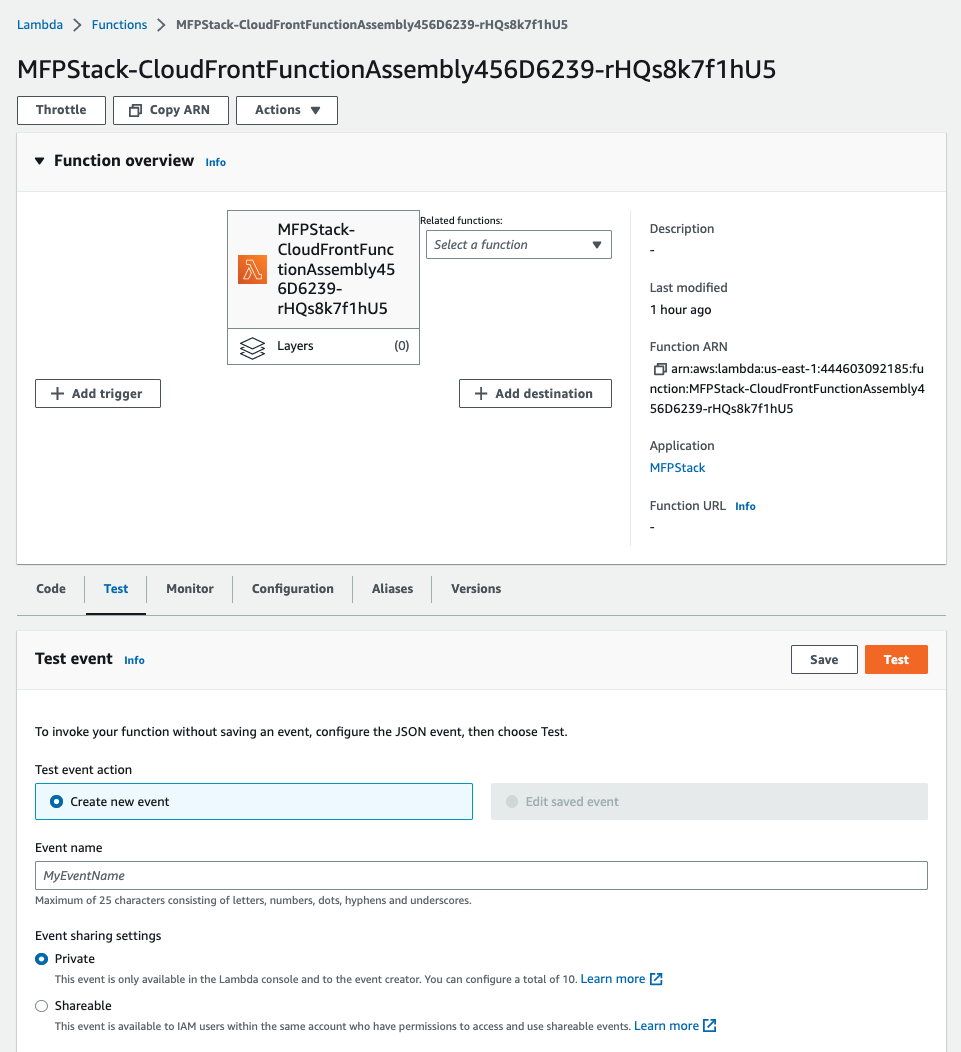 Lambda > Functions > MFPStack-CloudFrontFunctionAssembly456D6239-rHQs8k7f1hU5
MFPStack-CloudFrontFunctionAssembly456D6239-rHQs8k7f1hU5
Throttle Copy ARN Actions
Function overview Info
MFPStack-
CloudFrontFunc
tionAssembly45
6D6239-
rHQs8k7f1hU5
Layers (0)
Related functions:
Select a function
Add trigger
Add destination
Description
-
Last modified
1 hour ago
Function ARN
arn:aws:lambda:us-east-1:444603092185:fu
nction:MFPStack-CloudFrontFunctionAssembly4
56D6239-rHQs8k7f1hU5
Application
MFPStack
Function URL Info
-
Code Test Monitor Configuration Aliases Versions
Test event Info
Save Test
To invoke your function without saving an event, configure the JSON event, then choose Test.
Test event action
Create new event
Edit saved event
Event name
MyEventName
Maximum of 25 characters consisting of letters, numbers, dots, hyphens and underscores.
Event sharing settings
Private
This event is only available in the Lambda console and to the event creator. You can configure a total of 10. Learn more
Shareable
This event is available to IAM users within the same account who have permissions to access and use shareable events. Learn more